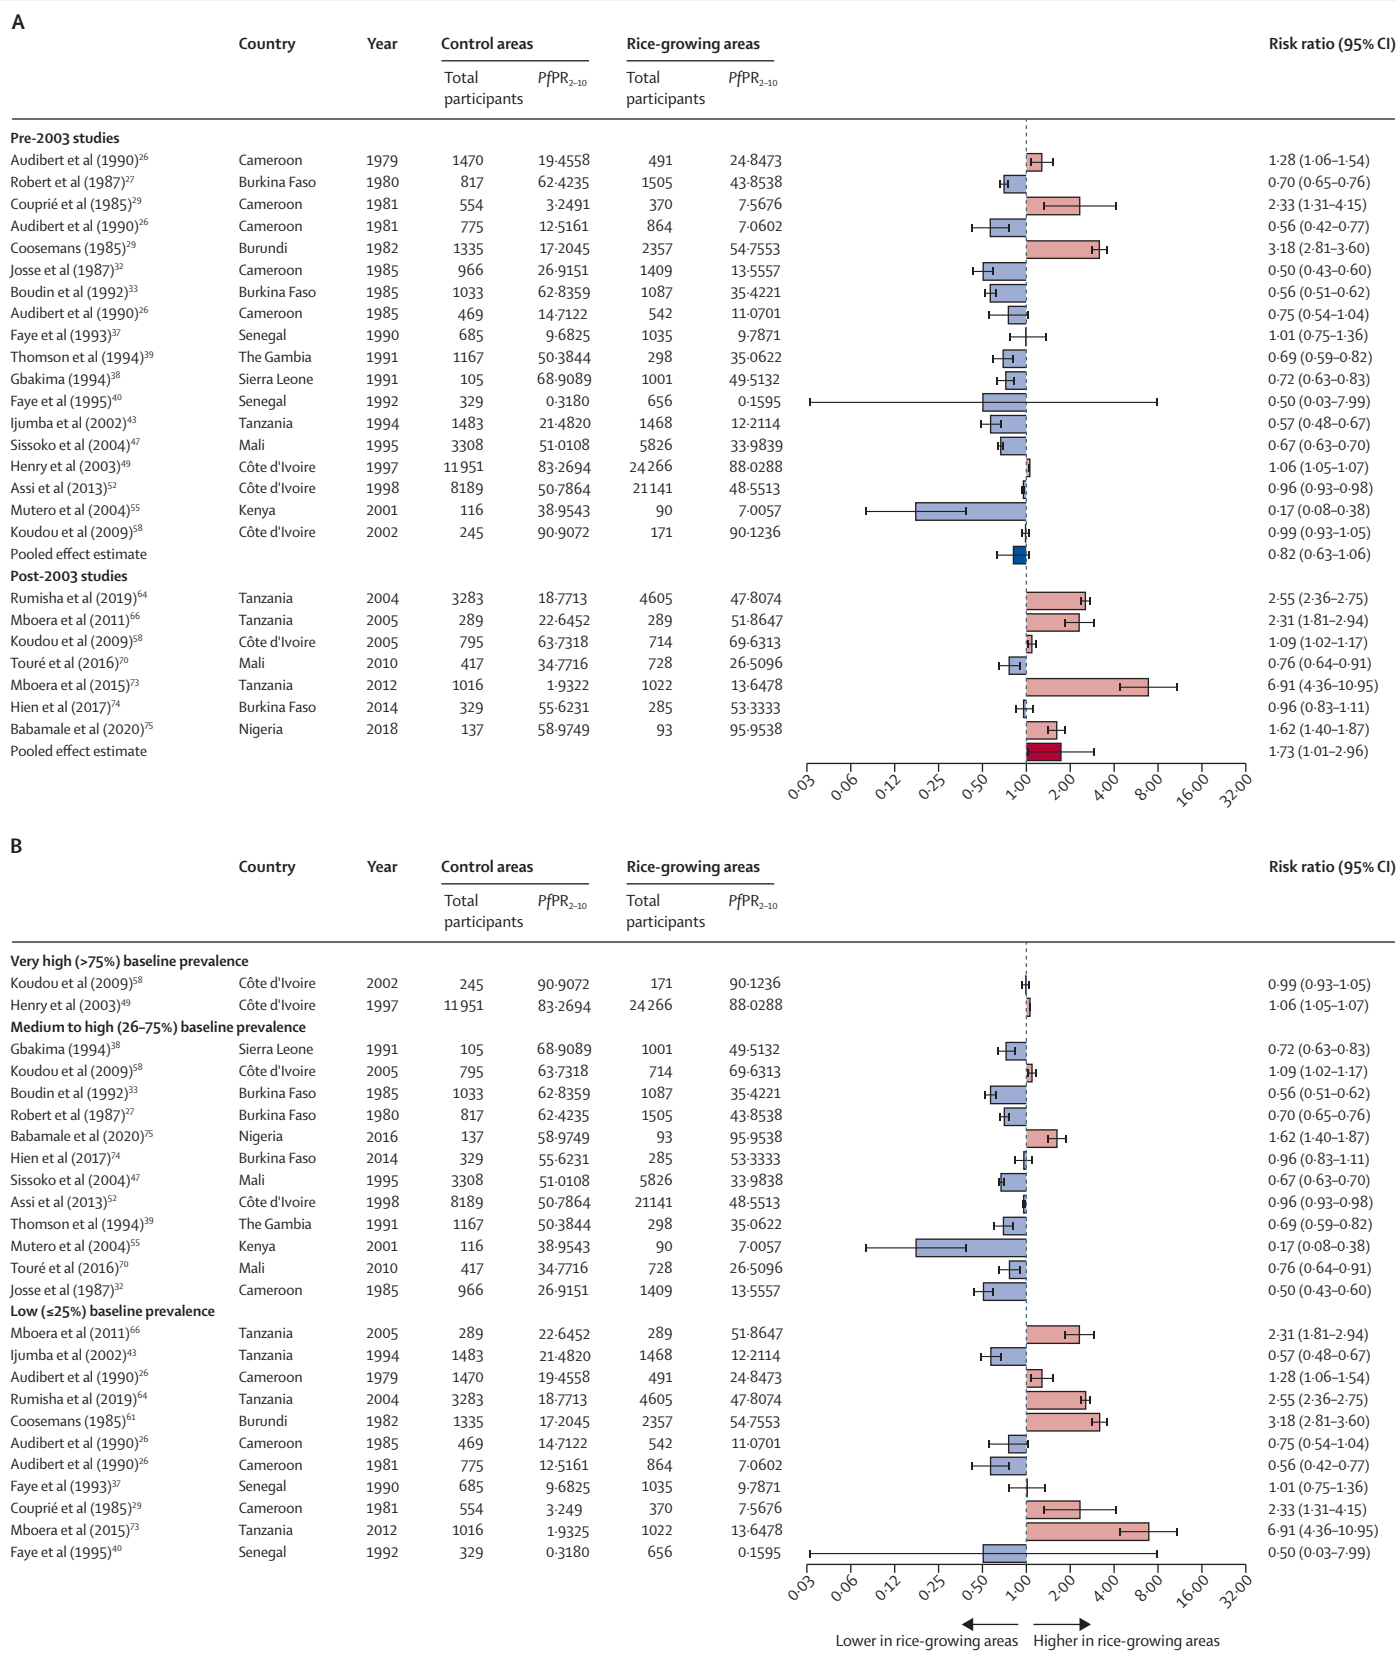 A
Country Year Control areas Rice-growing areas Risk ratio (95% CI)
Total participants PfPR2–10 Total participants PfPR2–10
Pre-2003 studies
Audibert et al (1990)26 Cameroon 1979 1470 19·4558 491 24·8473 1·28 (1·06–1·54)
Robert et al (1987)27 Burkina Faso 1980 817 62·4235 1505 43·8538 0·70 (0·65–0·76)
Couprié et al (1985)29 Cameroon 1981 554 3·2491 370 7·5676 2·33 (1·31–4·15)
Audibert et al (1990)26 Cameroon 1981 775 12·5161 864 7·0602 0·56 (0·42–0·77)
Coosemans (1985)29 Burundi 1982 1335 17·2045 2357 54·7553 3·18 (2·81–3·60)
Josse et al (1987)32 Cameroon 1985 966 26·9151 1409 13·5557 0·50 (0·43–0·60)
Boudin et al (1992)33 Burkina Faso 1985 1033 62·8359 1087 35·4221 0·56 (0·51–0·62)
Audibert et al (1990)26 Cameroon 1985 469 14·7122 542 11·0701 0·75 (0·54–1·04)
Faye et al (1993)37 Senegal 1990 685 9·6825 1035 9·7871 1·01 (0·75–1·36)
Thomson et al (1994)39 The Gambia 1991 1167 50·3844 298 35·0622 0·69 (0·59–0·82)
Gbakima (1994)38 Sierra Leone 1991 105 68·9089 1001 49·5132 0·72 (0·63–0·83)
Faye et al (1995)40 Senegal 1992 329 0·3180 656 0·1595 0·50 (0·03–7·99)
Ijumba et al (2002)43 Tanzania 1994 1483 21·4820 1468 12·2114 0·57 (0·48–0·67)
Sissoko et al (2004)47 Mali 1995 3308 51·0108 5826 33·9839 0·67 (0·63–0·70)
Henry et al (2003)49 Côte d'Ivoire 1997 11951 83·2694 24266 88·0288 1·06 (1·05–1·07)
Assi et al (2013)52 Côte d'Ivoire 1998 8189 50·7864 21141 48·5513 0·96 (0·93–0·98)
Mutero et al (2004)55 Kenya 2001 116 38·9543 90 7·0057 0·17 (0·08–0·38)
Koudou et al (2009)58 Côte d'Ivoire 2002 245 90·9072 171 90·1236 0·99 (0·93–1·05)
Pooled effect estimate 0·82 (0·63–1·06)
Post-2003 studies
Rumisha et al (2019)64 Tanzania 2004 3283 18·7713 4605 47·8074 2·55 (2·36–2·75)
Mboera et al (2011)66 Tanzania 2005 289 22·6452 289 51·8647 2·31 (1·81–2·94)
Koudou et al (2009)58 Côte d'Ivoire 2005 795 63·7318 714 69·6313 1·09 (1·02–1·17)
Touré et al (2016)70 Mali 2010 417 34·7716 728 26·5096 0·76 (0·64–0·91)
Mboera et al (2015)73 Tanzania 2012 1016 1·9322 1022 13·6478 6·91 (4·36–10·95)
Hien et al (2017)74 Burkina Faso 2014 329 55·6231 285 53·3333 0·96 (0·83–1·11)
Babamale et al (2020)75 Nigeria 2018 137 58·9749 93 95·9538 1·62 (1·40–1·87)
Pooled effect estimate 1·73 (1·01–2·96)
0·03 0·06 0·12 0·25 0·50 1·00 2·00 4·00 8·00 16·00 32·00
B
Country Year Control areas Rice-growing areas Risk ratio (95% CI)
Total participants PfPR2–10 Total participants PfPR2–10
Very high (>75%) baseline prevalence
Koudou et al (2009)58 Côte d'Ivoire 2002 245 90·9072 171 90·1236 0·99 (0·93–1·05)
Henry et al (2003)49 Côte d'Ivoire 1997 11951 83·2694 24266 88·0288 1·06 (1·05–1·07)
Medium to high (26–75%) baseline prevalence
Gbakima (1994)38 Sierra Leone 1991 105 68·9089 1001 49·5132 0·72 (0·63–0·83)
Koudou et al (2009)58 Côte d'Ivoire 2005 795 63·7318 714 69·6313 1·09 (1·02–1·17)
Boudin et al (1992)33 Burkina Faso 1985 1033 62·8359 1087 35·4221 0·56 (0·51–0·62)
Robert et al (1987)27 Burkina Faso 1980 817 62·4235 1505 43·8538 0·70 (0·65–0·76)
Babamale et al (2020)75 Nigeria 2016 137 58·9749 93 95·9538 1·62 (1·40–1·87)
Hien et al (2017)74 Burkina Faso 2014 329 55·6231 285 53·3333 0·96 (0·83–1·11)
Sissoko et al (2004)47 Mali 1995 3308 51·0108 5826 33·9838 0·67 (0·63–0·70)
Assi et al (2013)52 Côte d'Ivoire 1998 8189 50·7864 21141 48·5513 0·96 (0·93–0·98)
Thomson et al (1994)39 The Gambia 1991 1167 50·3844 298 35·0622 0·69 (0·59–0·82)
Mutero et al (2004)55 Kenya 2001 116 38·9543 90 7·0057 0·17 (0·08–0·38)
Touré et al (2016)70 Mali 2010 417 34·7716 728 26·5096 0·76 (0·64–0·91)
Josse et al (1987)32 Cameroon 1985 966 26·9151 1409 13·5557 0·50 (0·43–0·60)
Low (≤25%) baseline prevalence
Mboera et al (2011)66 Tanzania 2005 289 22·6452 289 51·8647 2·31 (1·81–2·94)
Ijumba et al (2002)43 Tanzania 1994 1483 21·4820 1468 12·2114 0·57 (0·48–0·67)
Audibert et al (1990)26 Cameroon 1979 1470 19·4558 491 24·8473 1·28 (1·06–1·54)
Rumisha et al (2019)64 Tanzania 2004 3283 18·7713 4605 47·8074 2·55 (2·36–2·75)
Coosemans (1985)61 Burundi 1982 1335 17·2045 2357 54·7553 3·18 (2·81–3·60)
Audibert et al (1990)26 Cameroon 1985 469 14·7122 542 11·0701 0·75 (0·54–1·04)
Audibert et al (1990)26 Cameroon 1981 775 12·5161 864 7·0602 0·56 (0·42–0·77)
Faye et al (1993)37 Senegal 1990 685 9·6825 1035 9·7871 1·01 (0·75–1·36)
Couprié et al (1985)29 Cameroon 1981 554 3·249 370 7·5676 2·33 (1·31–4·15)
Mboera et al (2015)73 Tanzania 2012 1016 1·9325 1022 13·6478 6·91 (4·36–10·95)
Faye et al (1995)40 Senegal 1992 329 0·3180 656 0·1595 0·50 (0·03–7·99)
0·03 0·06 0·12 0·25 0·50 1·00 2·00 4·00 8·00 16·00 32·00
Lower in rice-growing areas Higher in rice-growing areas